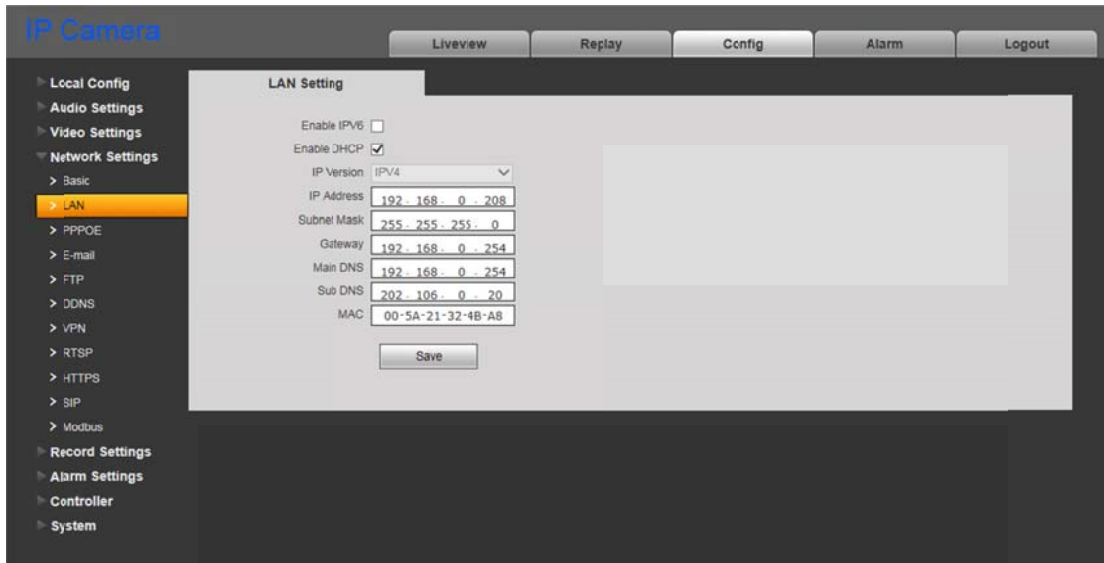 IP Camera
Liveview Replay Config Alarm Logout
Local Config
Audio Settings
Video Settings
Network Settings
> Basic
> LAN
> PPPOE
> E-mail
> FTP
> DDNS
> VPN
> RTSP
> HTTPS
> SIP
> Modbus
Record Settings
Alarm Settings
Controller
System
LAN Setting
Enable IPV6
Enable DHCP
IP Version IPV4
IP Address 192 . 168 . 0 . 208
Subnet Mask 255 . 255 . 255 . 0
Gateway 192 . 168 . 0 . 254
Main DNS 192 . 168 . 0 . 254
Sub DNS 202 . 106 . 0 . 20
MAC 00-5A-21-32-4B-A8
Save